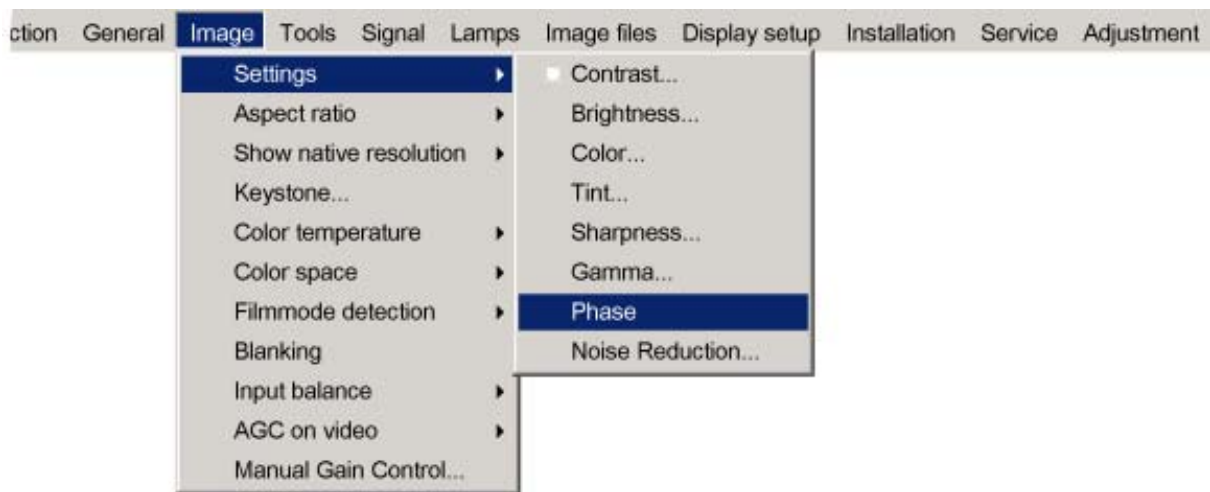 ction General Image Tools Signal Lamps Image files Display setup Installation Service Adjustment
Settings
Aspect ratio
Show native resolution
Keystone...
Color temperature
Color space
Filmmode detection
Blanking
Input balance
AGC on video
Manual Gain Control...
Contrast...
Brightness...
Color...
Tint...
Sharpness...
Gamma...
Phase
Noise Reduction...